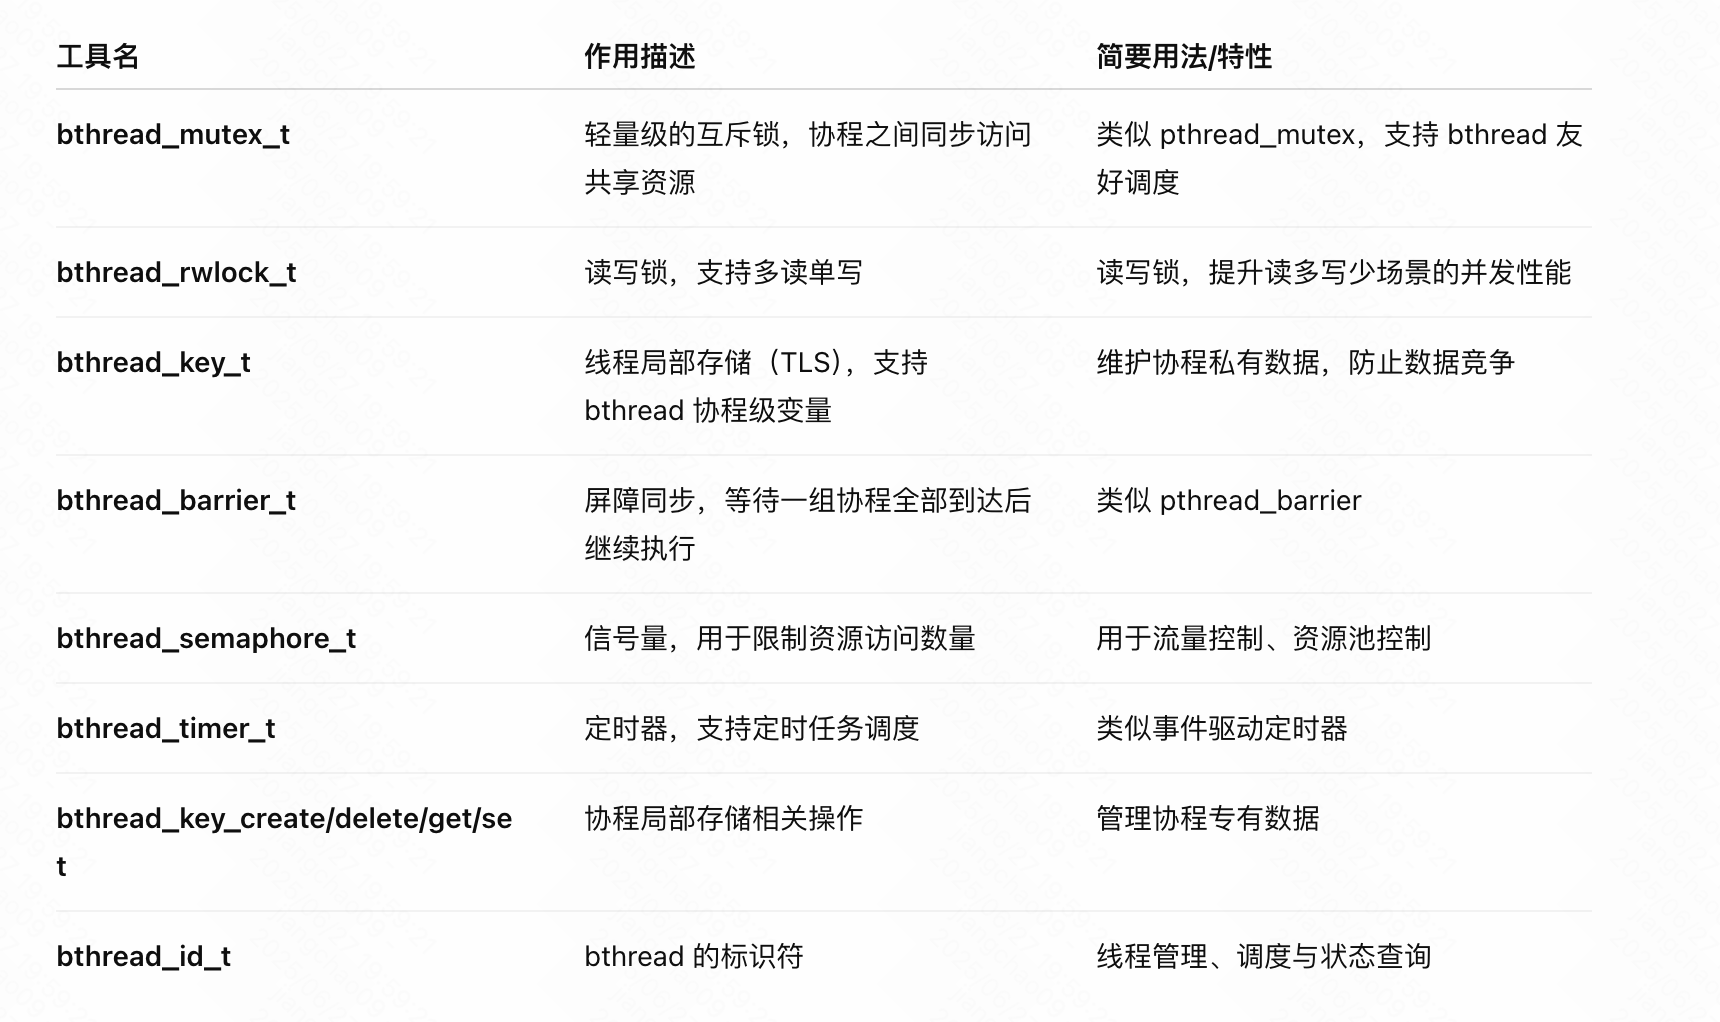 工具名 作用描述 简要用法/特性
bthread_mutex_t 轻量级的互斥锁，协程之间同步访问 类似 pthread_mutex，支持 bthread 友
共享资源 好调度
bthread_rwlock_t 读写锁，支持多读单写 读写锁，提升读多写少场景的并发性能
bthread_key_t 线程局部存储（TLS），支持 维护协程私有数据，防止数据竞争
bthread 协程级变量
bthread_barrier_t 屏障同步，等待一组协程全部到达后 类似 pthread_barrier
继续执行
bthread_semaphore_t 信号量，用于限制资源访问数量 用于流量控制、资源池控制
bthread_timer_t 定时器，支持定时任务调度 类似事件驱动定时器
bthread_key_create/delete/get/se 协程局部存储相关操作 管理协程专有数据
t
bthread_id_t bthread 的标识符 线程管理、调度与状态查询